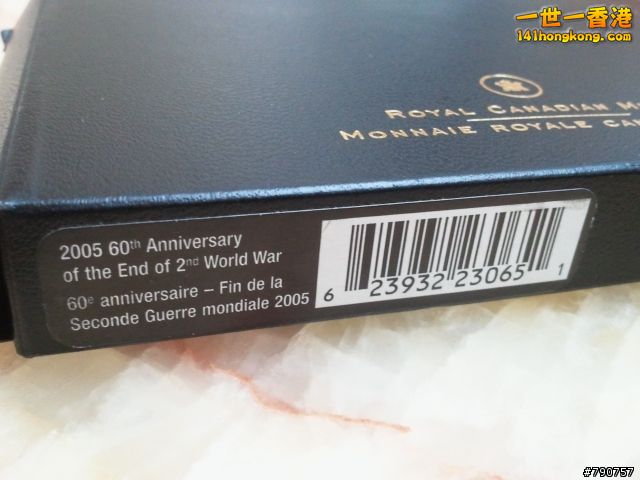 一世一香港
141hongkong.com
ROYAL CANADIAN
MONNAIE ROYALE
2005 60th Anniversary
of the End of 2nd World War
60e anniversaire – Fin de la
Seconde Guerre mondiale 2005
6 23932 23065 1
#790757